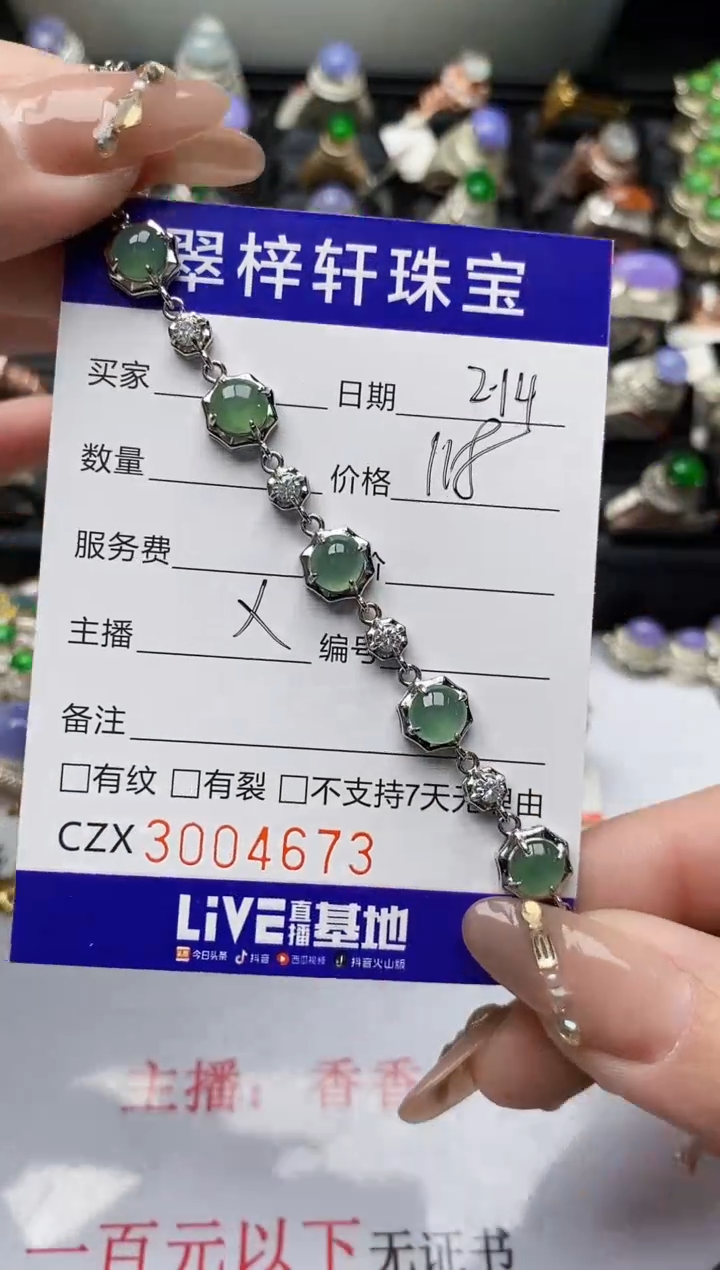 翠梓轩珠宝
买家 日期 2.14
数量 价格 118
服务费 价
主播 X 编号
备注
□有纹 □有裂 □不支持7天无理由
CZX 3004673
LiVE直播基地
今日头条 抖音 西瓜视频 抖音火山版
主播：香香
一百元以下无证书